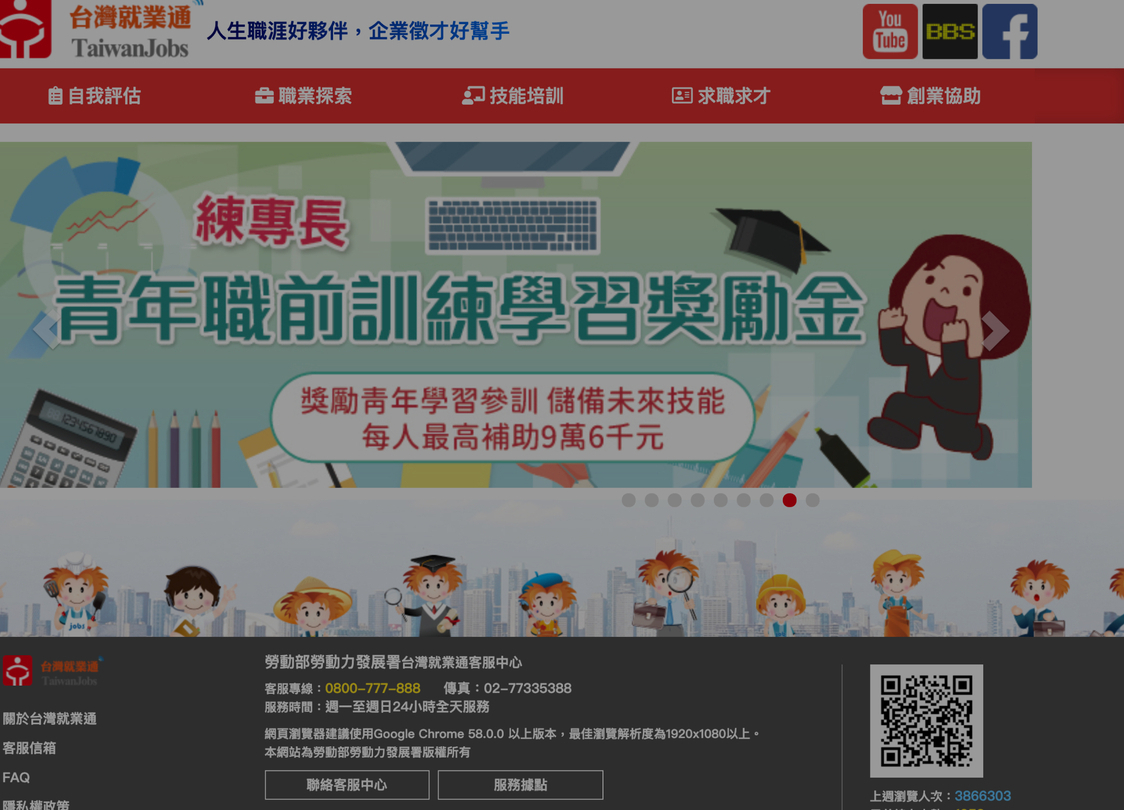 台灣就業通
TaiwanJobs
人生職涯好夥伴，企業徵才好幫手
You
Tube
BBS
f
自我評估
職業探索
技能培訓
求職求才
創業協助
練專長
青年職前訓練學習獎勵金
獎勵青年學習參訓 儲備未來技能
每人最高補助9萬6千元
1234567890
jobs
台灣就業通
TaiwanJobs
關於台灣就業通
客服信箱
FAQ
隱私權政策
勞動部勞動力發展署台灣就業通客服中心
客服專線：0800-777-888 傳真：02-77335388
服務時間：週一至週日24小時全天服務
網頁瀏覽器建議使用Google Chrome 58.0.0 以上版本，最佳瀏覽解析度為1920x1080以上。
本網站為勞動部勞動力發展署版權所有
聯絡客服中心
服務據點
上週瀏覽人次：3866303